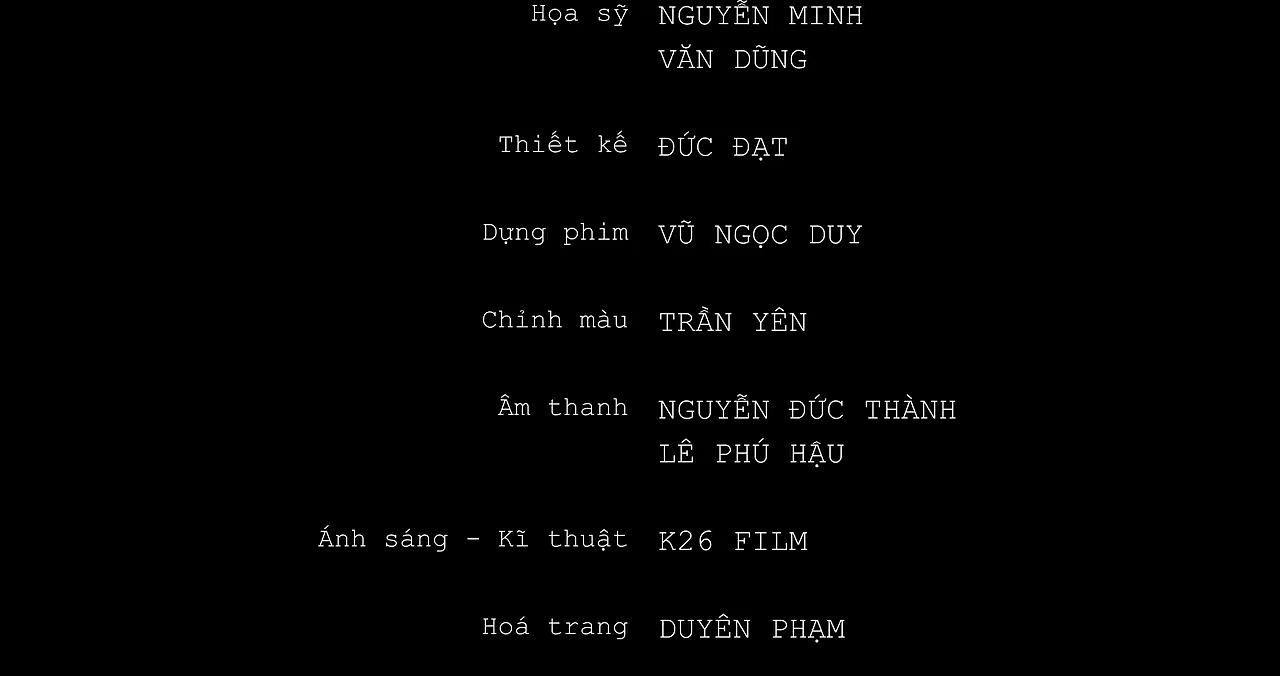 Họa sỹ NGUYỄN MINH
VĂN DŨNG
Thiết kế ĐỨC ĐẠT
Dựng phim VŨ NGỌC DUY
Chỉnh màu TRẦN YÊN
Âm thanh NGUYỄN ĐỨC THÀNH
LÊ PHÚ HẬU
Ánh sáng - Kĩ thuật K26 FILM
Hoá trang DUYÊN PHẠM